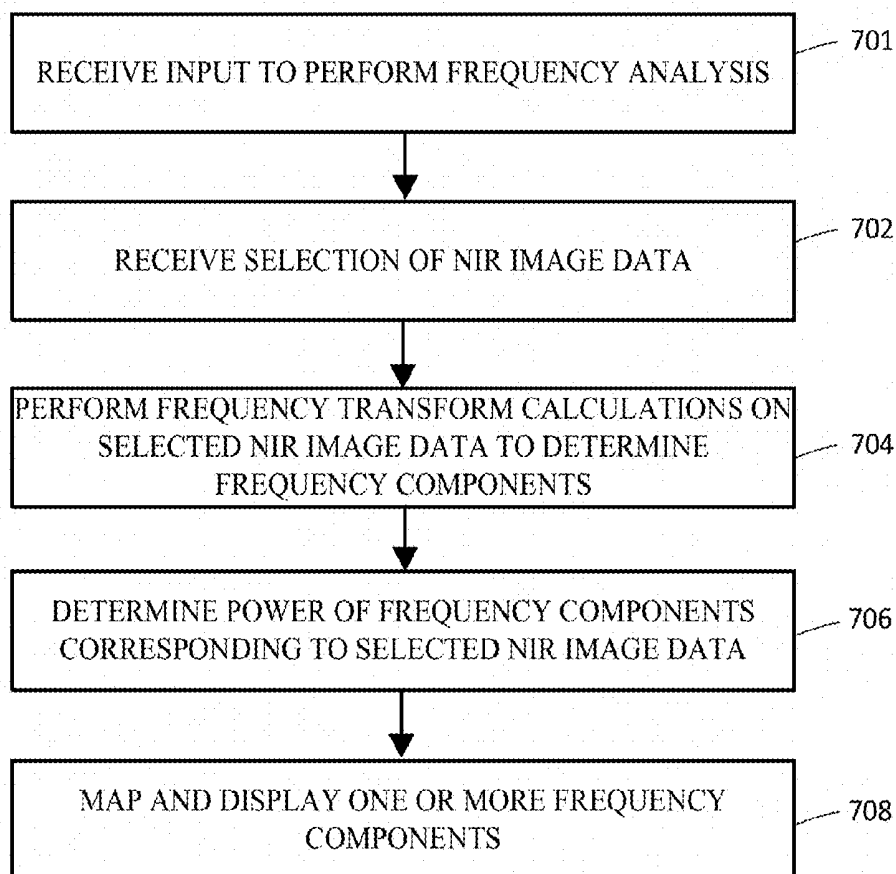 RECEIVE INPUT TO PERFORM FREQUENCY ANALYSIS
701
RECEIVE SELECTION OF NIR IMAGE DATA
702
PERFORM FREQUENCY TRANSFORM CALCULATIONS ON
SELECTED NIR IMAGE DATA TO DETERMINE
FREQUENCY COMPONENTS
704
DETERMINE POWER OF FREQUENCY COMPONENTS
CORRESPONDING TO SELECTED NIR IMAGE DATA
706
MAP AND DISPLAY ONE OR MORE FREQUENCY
COMPONENTS
708